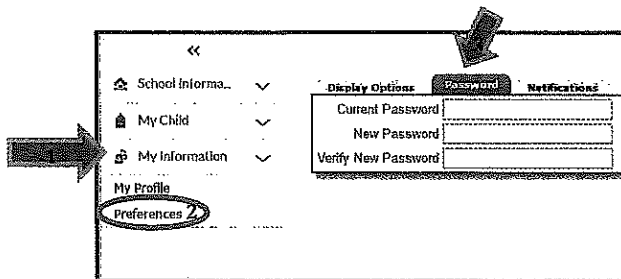 «
School Informa..
My Child
1
My Information
My Profile
Preferences 2
Display Options Password Notifications
Current Password
New Password
Verify New Password